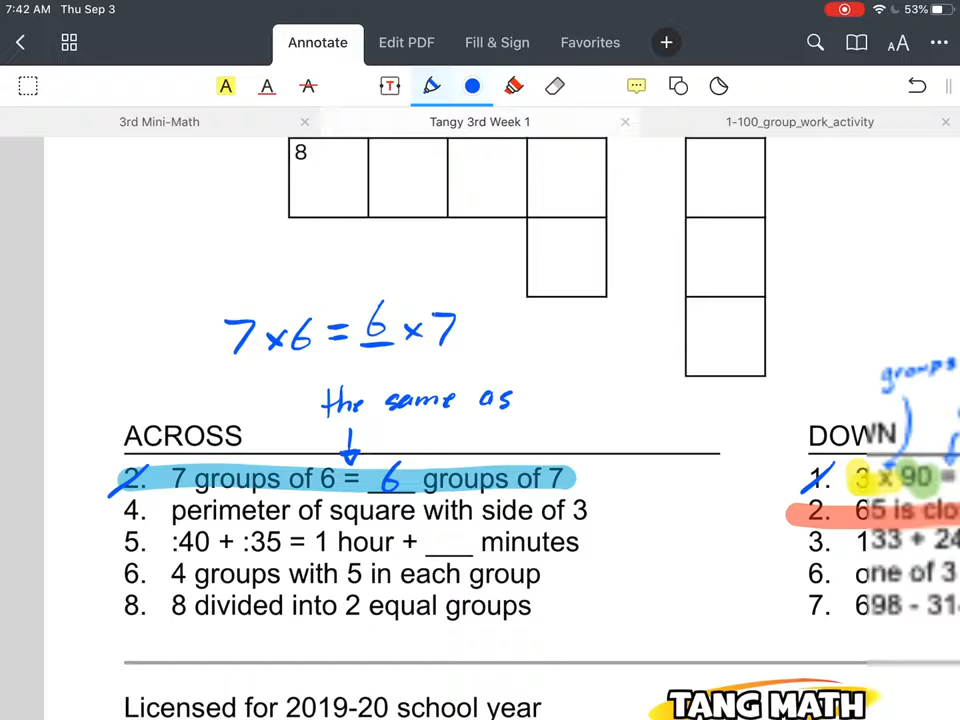 7:42 AM Thu Sep 3 53%
Annotate Edit PDF Fill & Sign Favorites
3rd Mini-Math Tangy 3rd Week 1 1-100_group_work_activity
8
7 x 6 = 6 x 7
groups
the same as
ACROSS
2. 7 groups of 6 = 6 groups of 7
4. perimeter of square with side of 3
5. :40 + :35 = 1 hour + ___ minutes
6. 4 groups with 5 in each group
8. 8 divided into 2 equal groups
DOWN
1. 3 x 90 =
2. 65 is clo
3. 133 + 24
6. one of 3
7. 698 - 31
Licensed for 2019-20 school year
TANG MATH